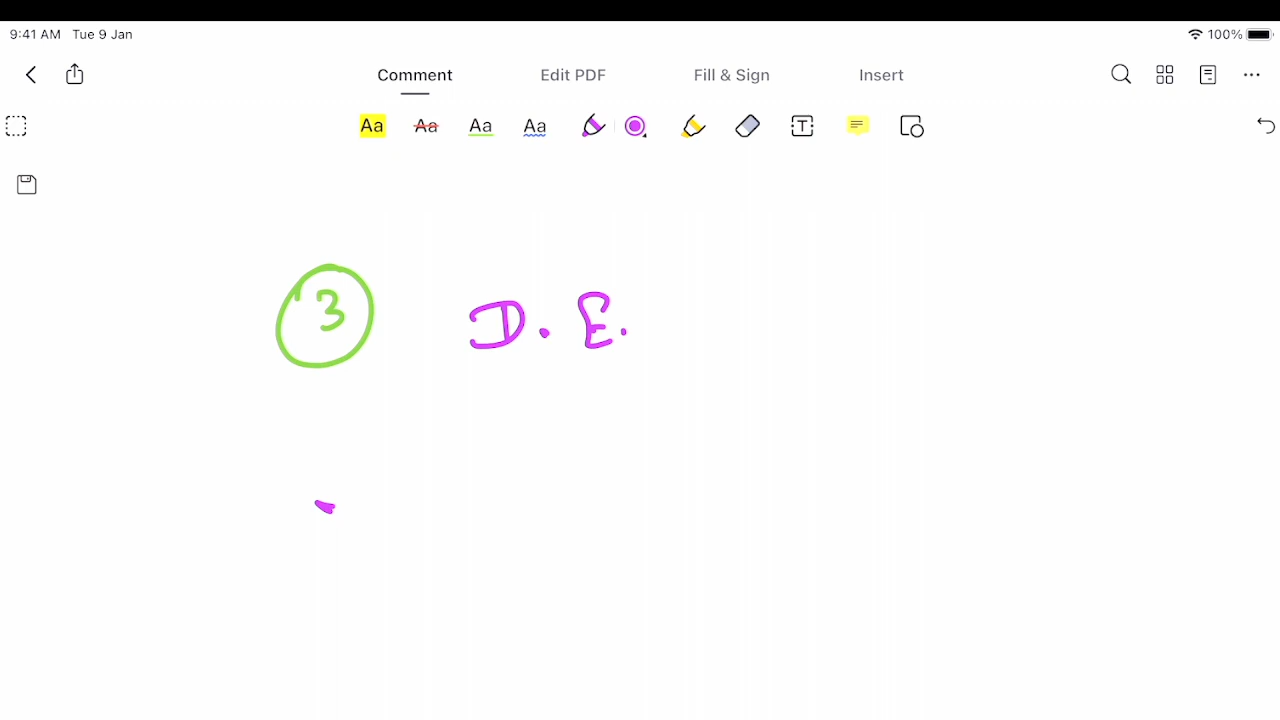 9:41 AM Tue 9 Jan 100%
Comment Edit PDF Fill & Sign Insert
Aa Aa Aa Aa T
3 D. E.